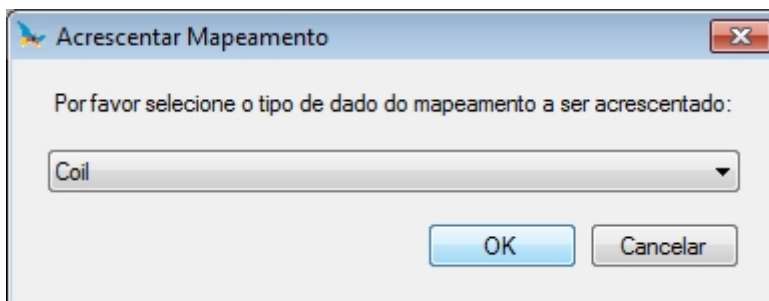 Acrescentar Mapeamento
Por favor selecione o tipo de dado do mapeamento a ser acrescentado:
Coil
OK
Cancelar